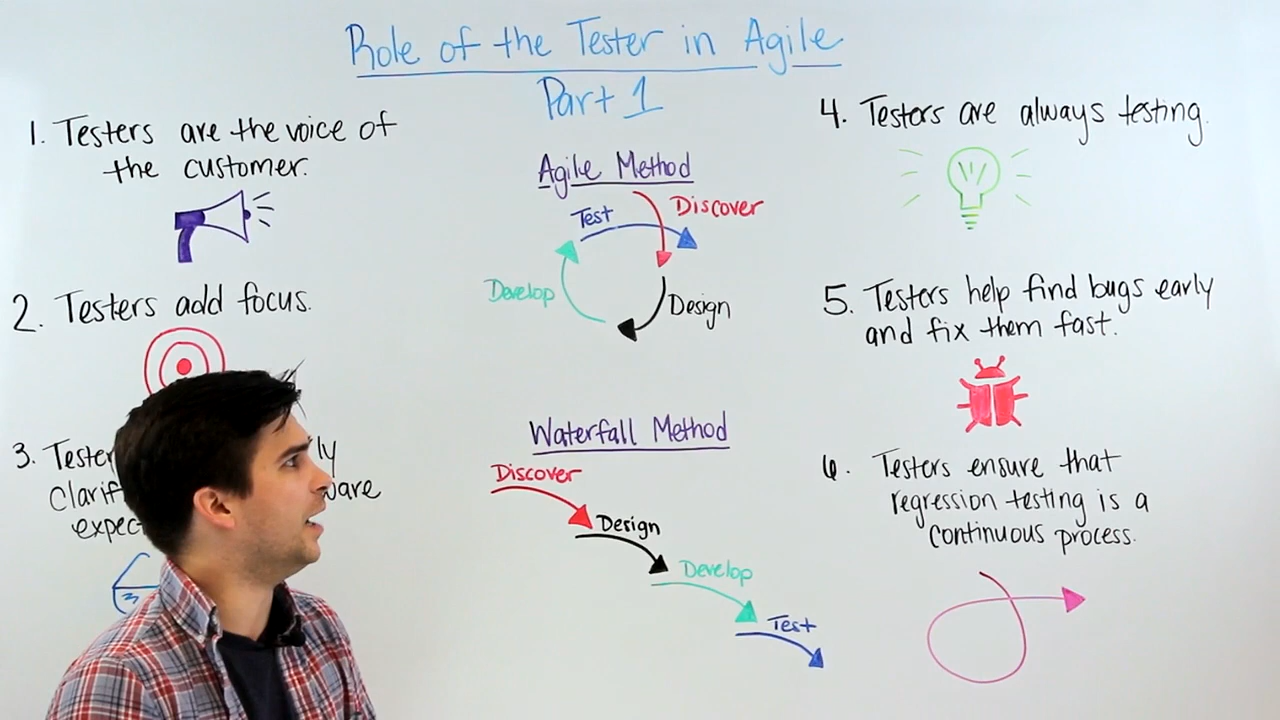 Role of the Tester in Agile
Part 1
1. Testers are the voice of
the customer.
2. Testers add focus.
3.
expec
Agile Method
Test
Discover
Develop
Design
Waterfall Method
Discover
Design
Develop
Test
4. Testers are always testing.
5. Testers help find bugs early
and fix them fast.
6. Testers ensure that
regression testing is a
continuous process.